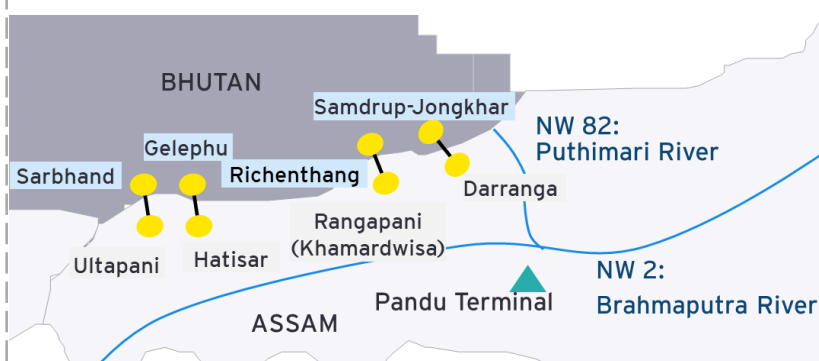 BHUTAN
Samdrup-Jongkhar
NW 82:
Puthimari River
Gelephu
Sarbhand
Richenthang
Darranga
Rangapani
(Khamardwisa)
Ultapani
Hatisar
NW 2:
Brahmaputra River
Pandu Terminal
ASSAM